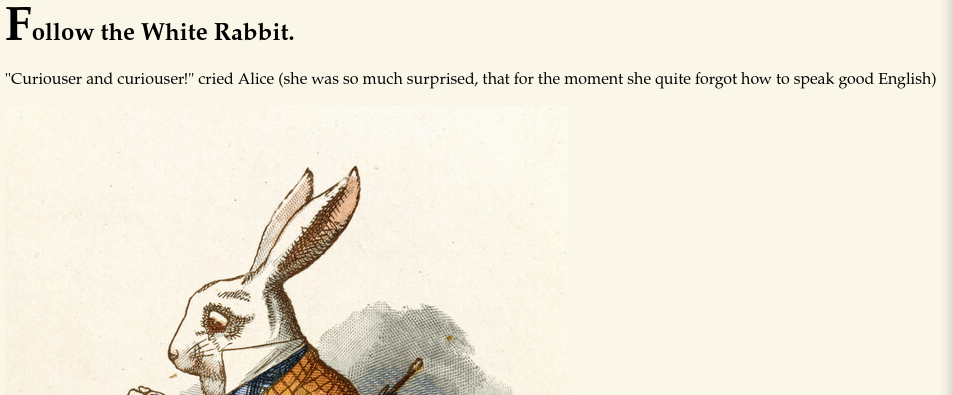 Follow the White Rabbit.
"Curiouser and curiouser!" cried Alice (she was so much surprised, that for the moment she quite forgot how to speak good English)